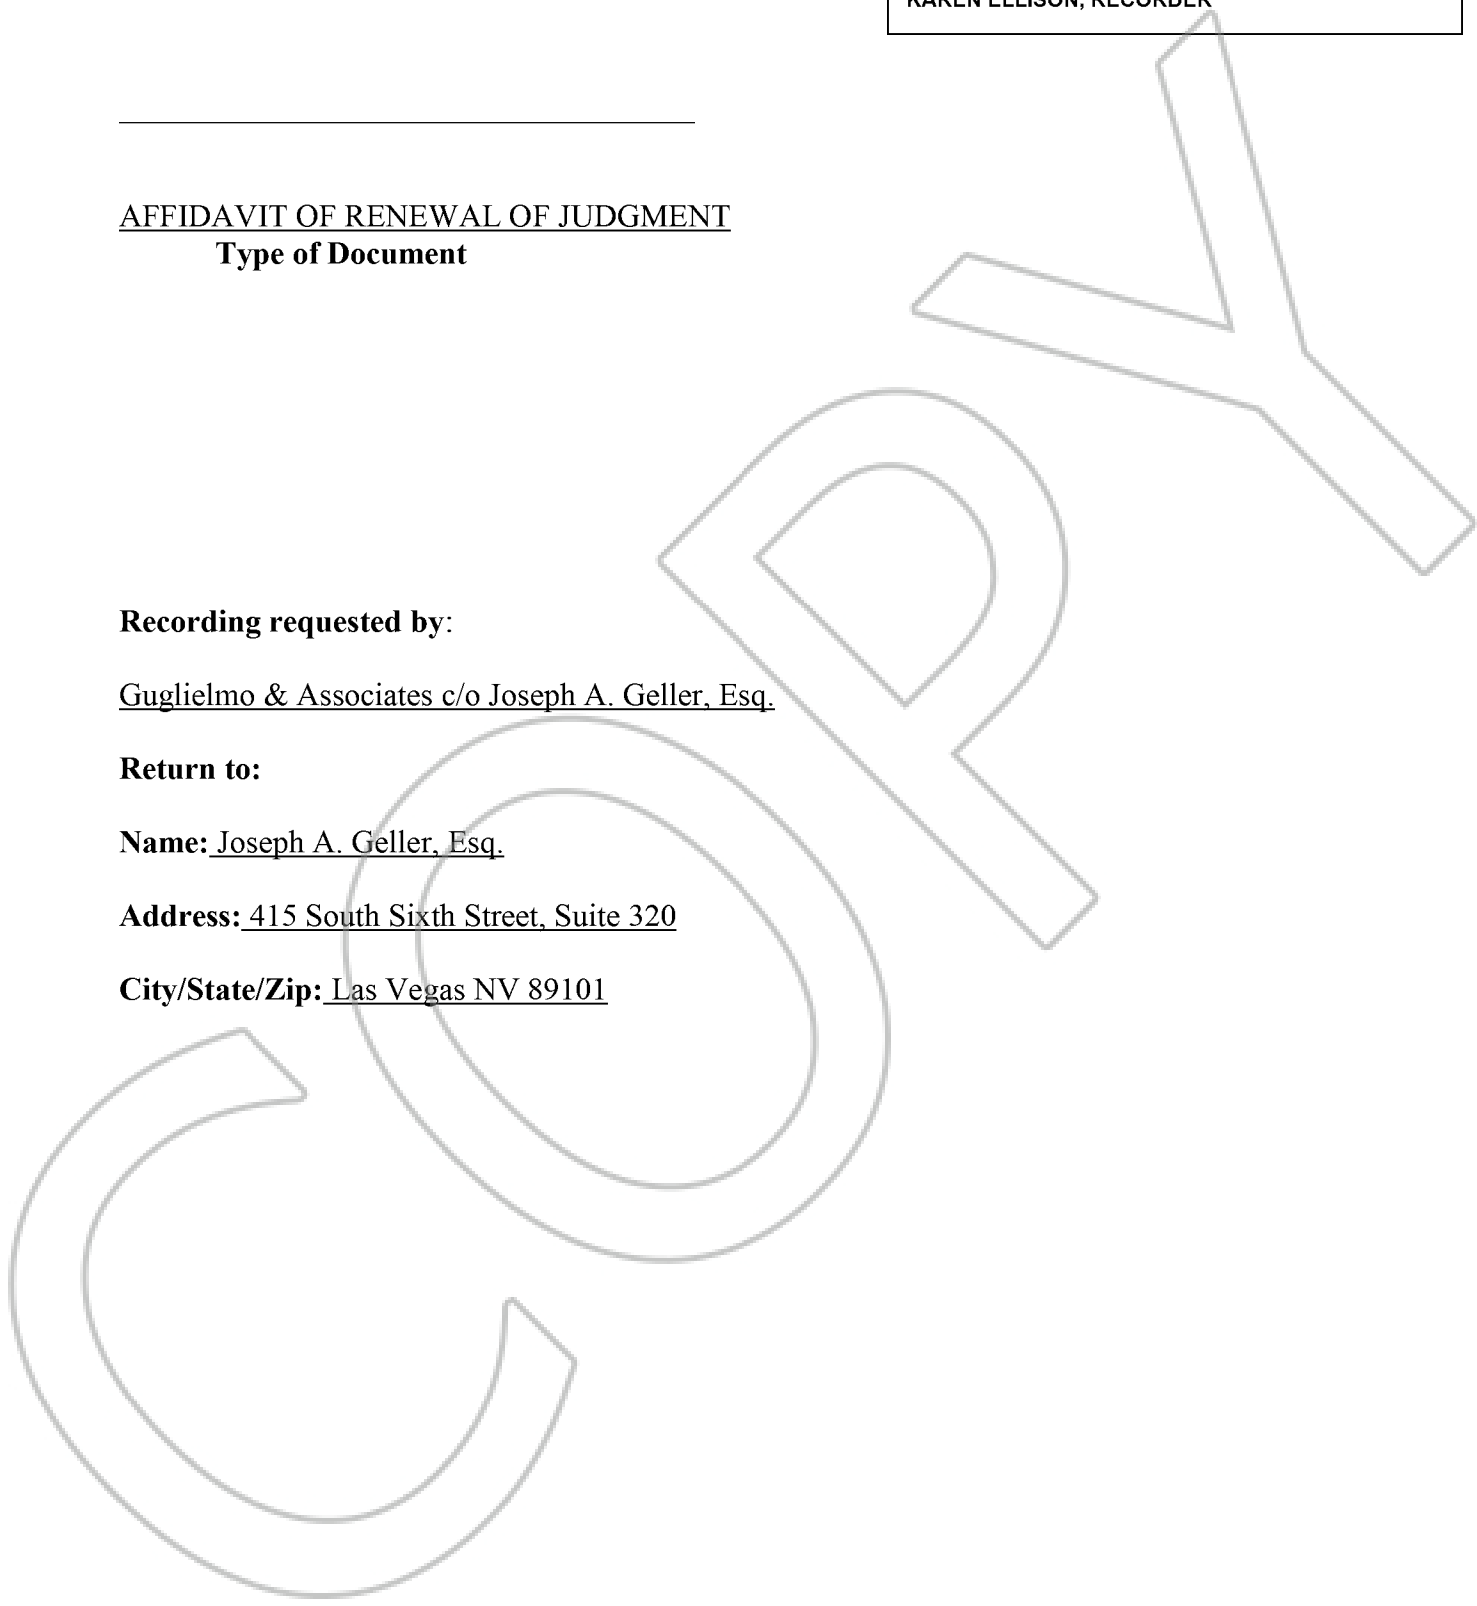 KAREN ELLISON, RECORDER
AFFIDAVIT OF RENEWAL OF JUDGMENT
Type of Document
Recording requested by:
Guglielmo & Associates c/o Joseph A. Geller, Esq.
Return to:
Name: Joseph A. Geller, Esq.
Address: 415 South Sixth Street, Suite 320
City/State/Zip: Las Vegas NV 89101
COPY